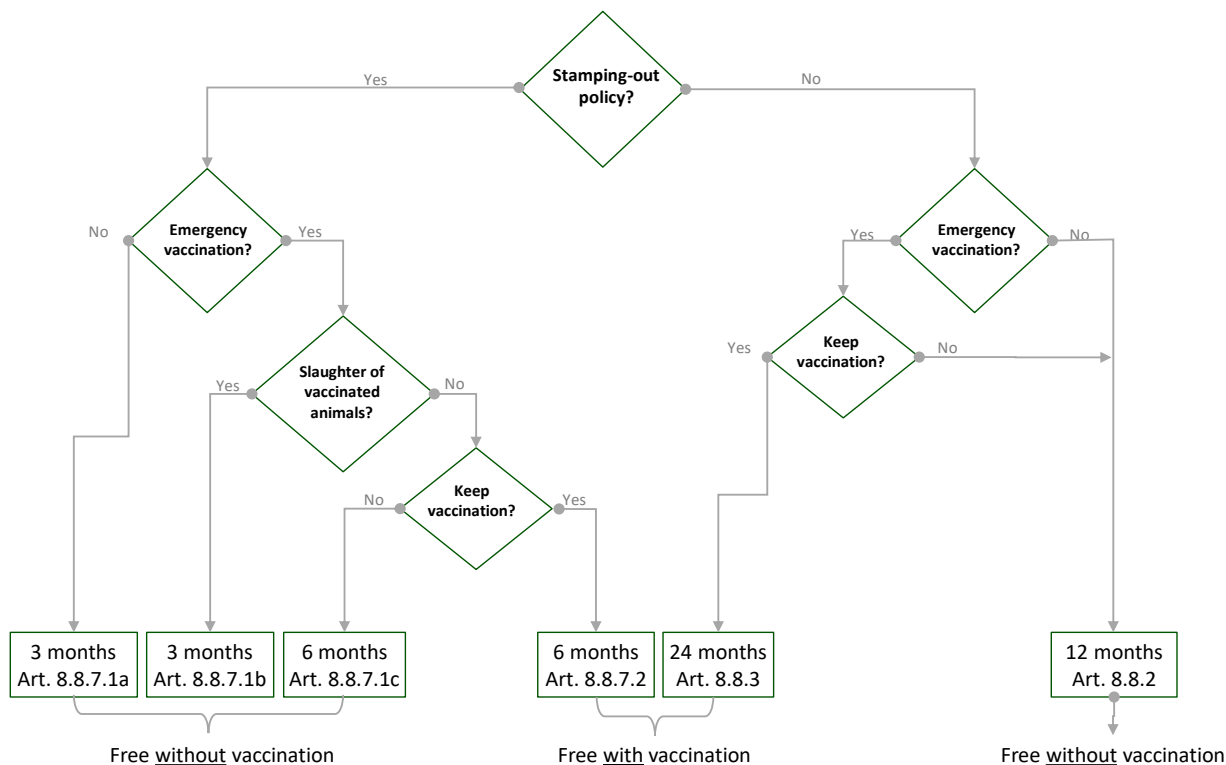 Stamping-out
policy?
Yes
No
Emergency
vaccination?
No
Yes
Emergency
vaccination?
Yes
No
Slaughter of
vaccinated
animals?
Yes
No
Keep
vaccination?
Yes
No
Keep
vaccination?
No
Yes
3 months
Art. 8.8.7.1a
3 months
Art. 8.8.7.1b
6 months
Art. 8.8.7.1c
6 months
Art. 8.8.7.2
24 months
Art. 8.8.3
12 months
Art. 8.8.2
Free without vaccination
Free with vaccination
Free without vaccination